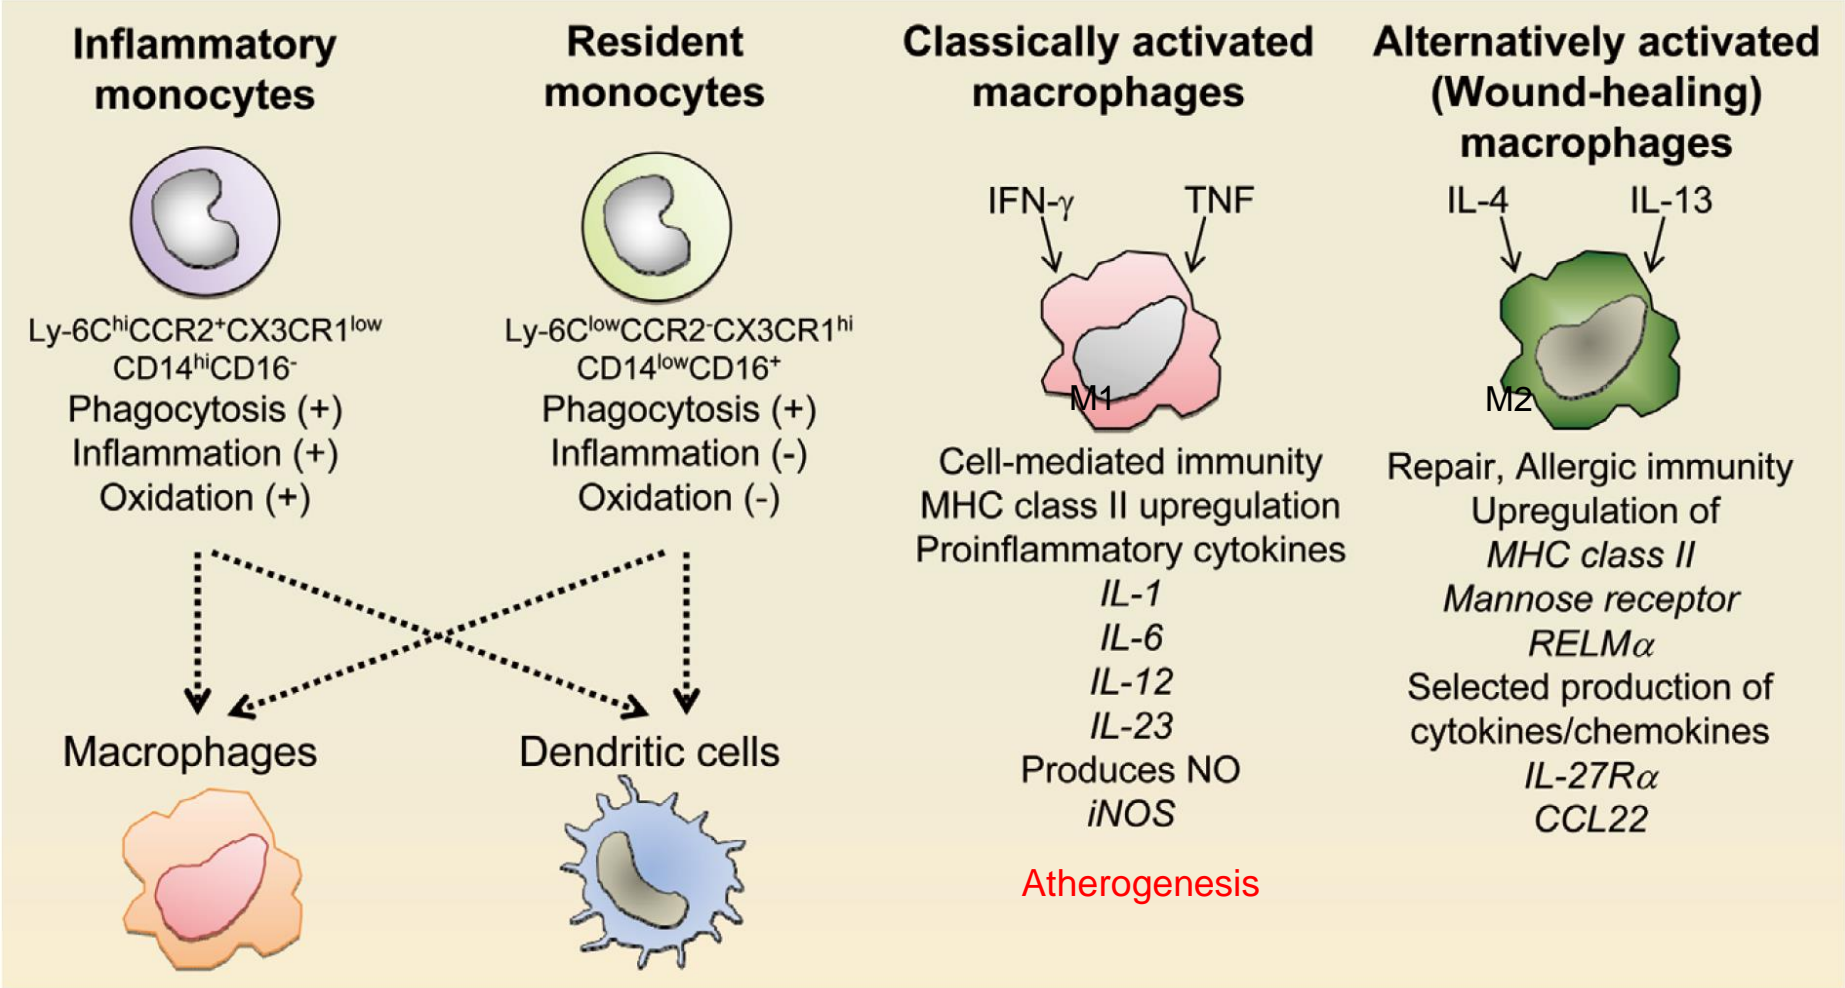 Inflammatory
monocytes
Ly-6ChiCCR2+CX3CR1low
CD14hiCD16-
Phagocytosis (+)
Inflammation (+)
Oxidation (+)
Resident
monocytes
Ly-6ClowCCR2-CX3CR1hi
CD14lowCD16+
Phagocytosis (+)
Inflammation (-)
Oxidation (-)
Macrophages
Dendritic cells
Classically activated
macrophages
IFN-γ
TNF
M1
Cell-mediated immunity
MHC class II upregulation
Proinflammatory cytokines
IL-1
IL-6
IL-12
IL-23
Produces NO
iNOS
Atherogenesis
Alternatively activated
(Wound-healing)
macrophages
IL-4
IL-13
M2
Repair, Allergic immunity
Upregulation of
MHC class II
Mannose receptor
RELMα
Selected production of
cytokines/chemokines
IL-27Rα
CCL22